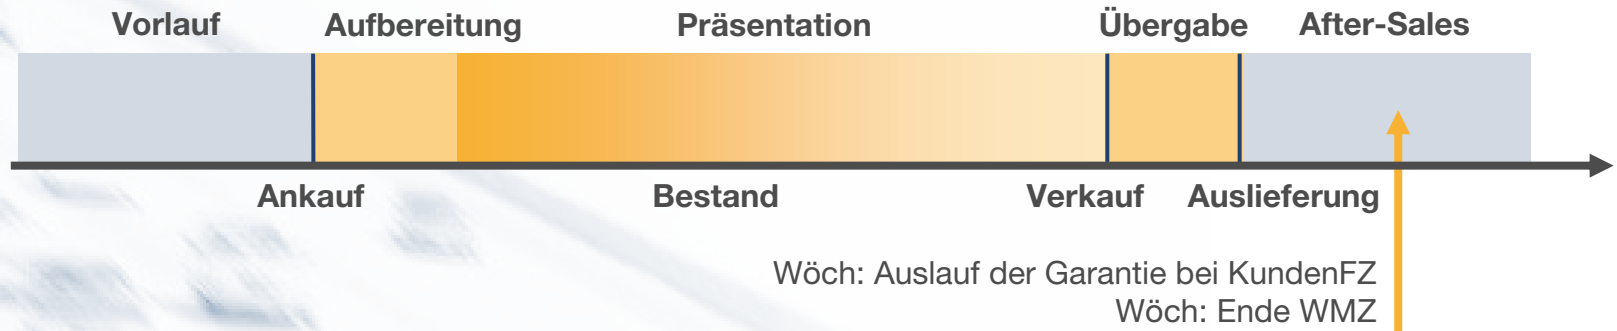 Vorlauf Aufbereitung Präsentation Übergabe After-Sales
Ankauf Bestand Verkauf Auslieferung
Wöch: Auslauf der Garantie bei KundenFZ
Wöch: Ende WMZ